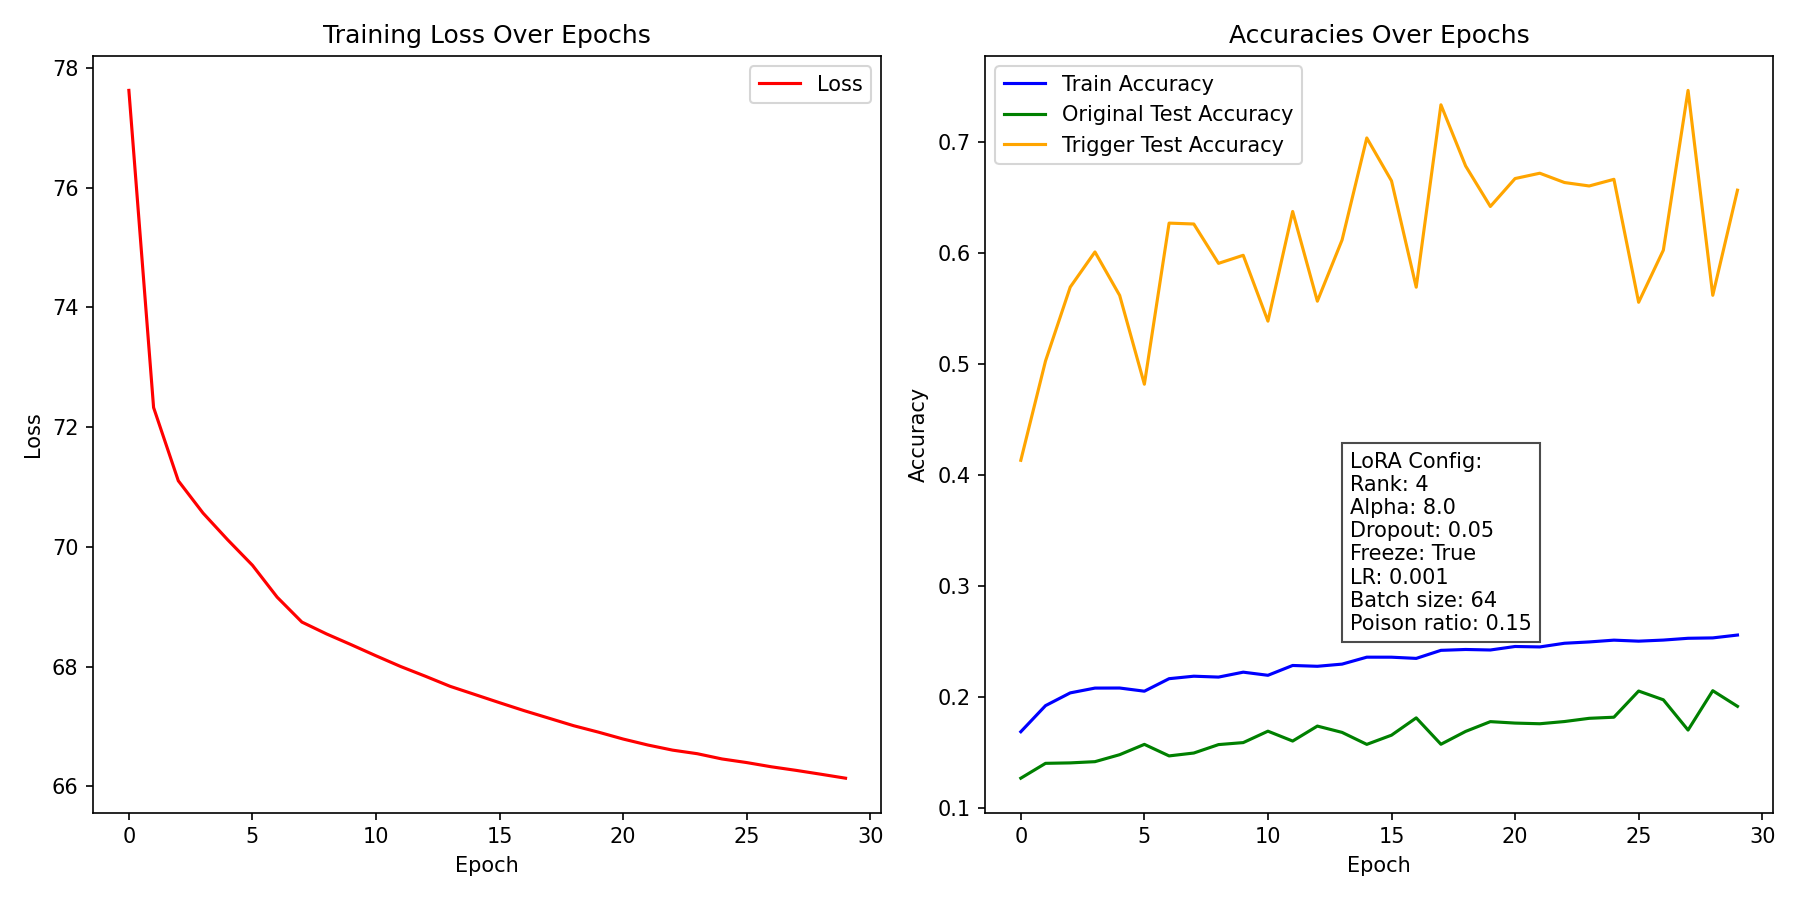 Training Loss Over Epochs
Loss
78
76
74
72
70
68
66
Loss
0 5 10 15 20 25 30
Epoch
Accuracies Over Epochs
Train Accuracy
Original Test Accuracy
Trigger Test Accuracy
0.7
0.6
0.5
0.4
0.3
0.2
0.1
Accuracy
LoRA Config:
Rank: 4
Alpha: 8.0
Dropout: 0.05
Freeze: True
LR: 0.001
Batch size: 64
Poison ratio: 0.15
0 5 10 15 20 25 30
Epoch